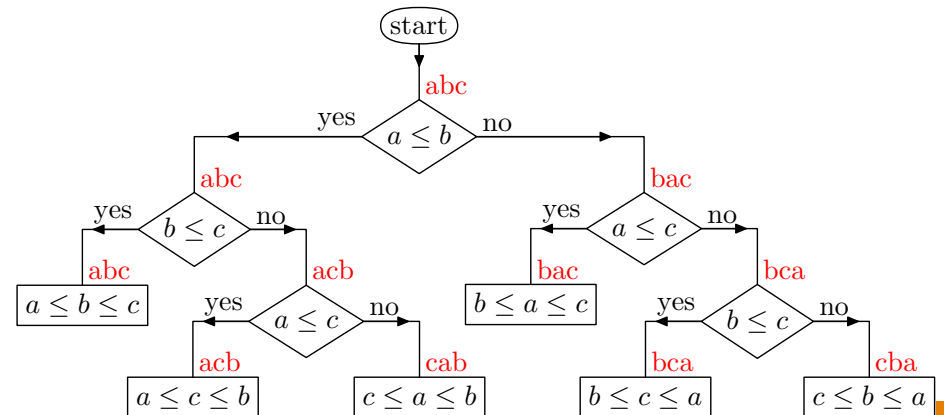 start
abc
yes
a ≤ b
no
abc
bac
yes
b ≤ c
no
yes
a ≤ c
no
abc
acb
bac
bca
a ≤ b ≤ c
yes
a ≤ c
no
b ≤ a ≤ c
yes
b ≤ c
no
acb
cab
bca
cba
a ≤ c ≤ b
c ≤ a ≤ b
b ≤ c ≤ a
c ≤ b ≤ a